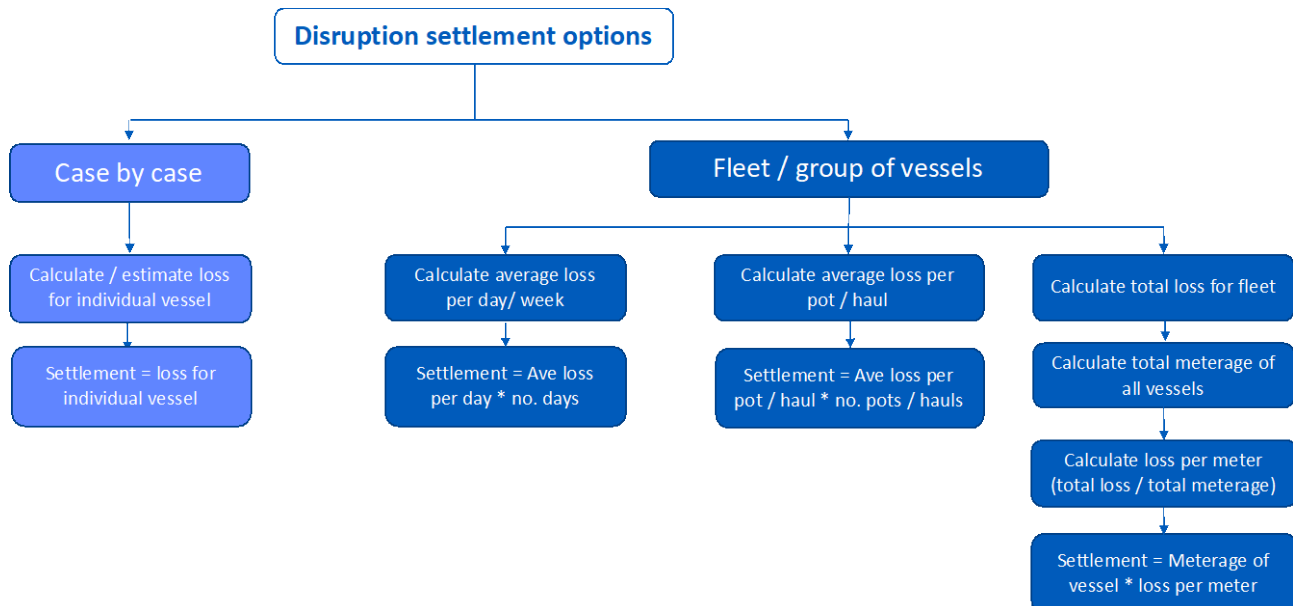 Disruption settlement options
Case by case
Fleet / group of vessels
Calculate / estimate loss
for individual vessel
Settlement = loss for
individual vessel
Calculate average loss
per day/ week
Settlement = Ave loss
per day * no. days
Calculate average loss per
pot / haul
Settlement = Ave loss per
pot / haul * no. pots / hauls
Calculate total loss for fleet
Calculate total meterage of
all vessels
Calculate loss per meter
(total loss / total meterage)
Settlement = Meterage of
vessel * loss per meter